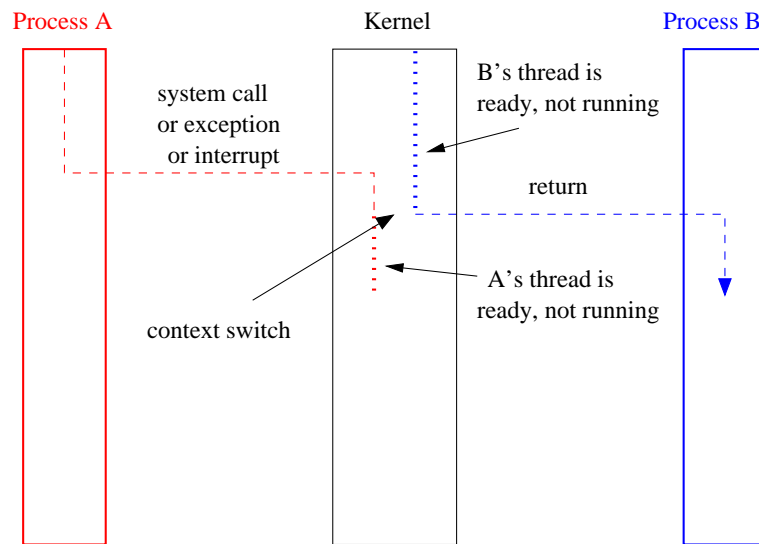 Process A
Kernel
Process B
system call
or exception
or interrupt
B's thread is
ready, not running
return
A's thread is
ready, not running
context switch